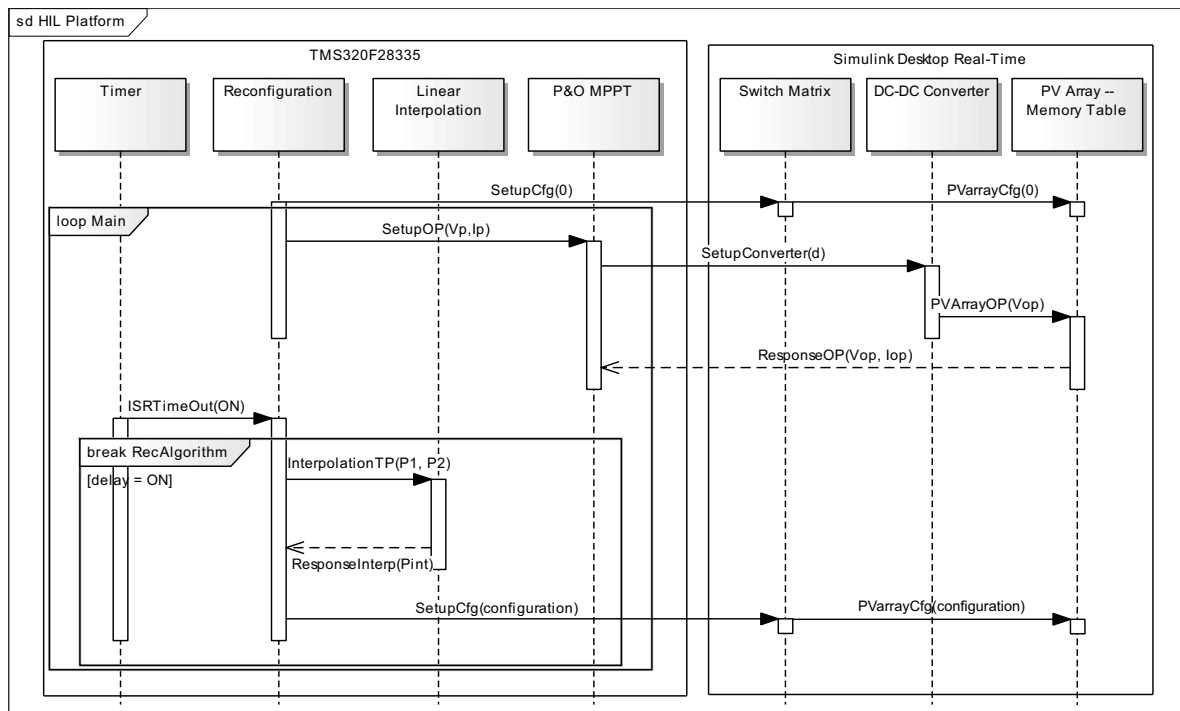 sd HIL Platform
TMS320F28335
Simulink Desktop Real-Time
Timer
Reconfiguration
Linear
Interpolation
P&O MPPT
Switch Matrix
DC-DC Converter
PV Array --
Memory Table
SetupCfg(0)
PVarrayCfg(0)
loop Main
SetupOP(Vp,Ip)
SetupConverter(d)
PVArrayOP(Vop)
ResponseOP(Vop, Iop)
ISRTimeOut(ON)
break RecAlgorithm
[delay = ON]
InterpolationTP(P1, P2)
ResponseInterp(Pint)
SetupCfg(configuration)
PVarrayCfg(configuration)